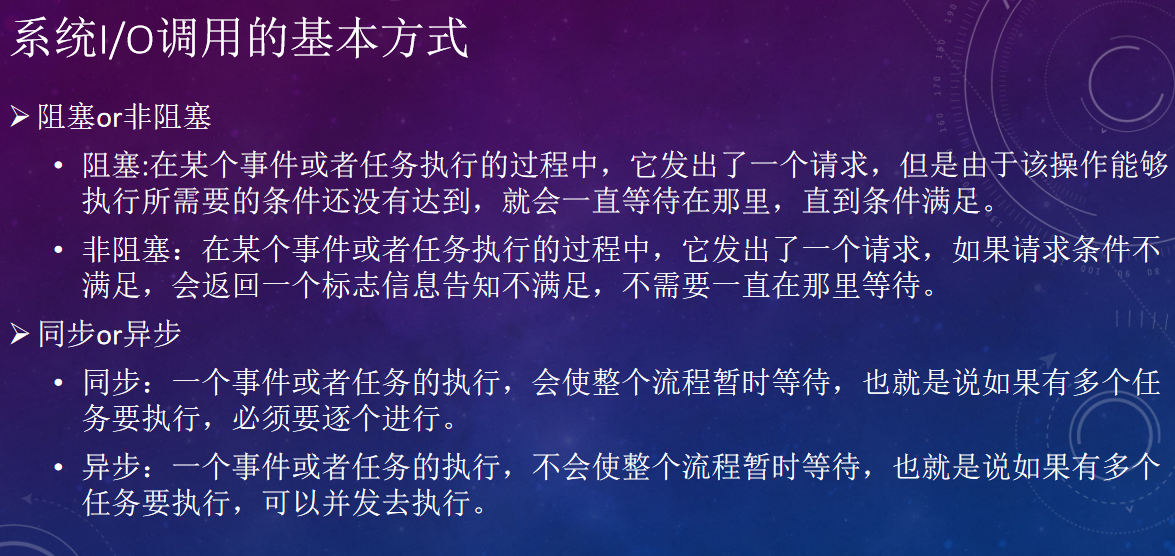 系统I/O调用的基本方式
➢ 阻塞or非阻塞
• 阻塞:在某个事件或者任务执行的过程中，它发出了一个请求，但是由于该操作能够
执行所需要的条件还没有达到，就会一直等待在那里，直到条件满足。
• 非阻塞：在某个事件或者任务执行的过程中，它发出了一个请求，如果请求条件不
满足，会返回一个标志信息告知不满足，不需要一直在那里等待。
➢ 同步or异步
• 同步：一个事件或者任务的执行，会使整个流程暂时等待，也就是说如果有多个任
务要执行，必须要逐个进行。
• 异步：一个事件或者任务的执行，不会使整个流程暂时等待，也就是说如果有多个
任务要执行，可以并发去执行。
160
170